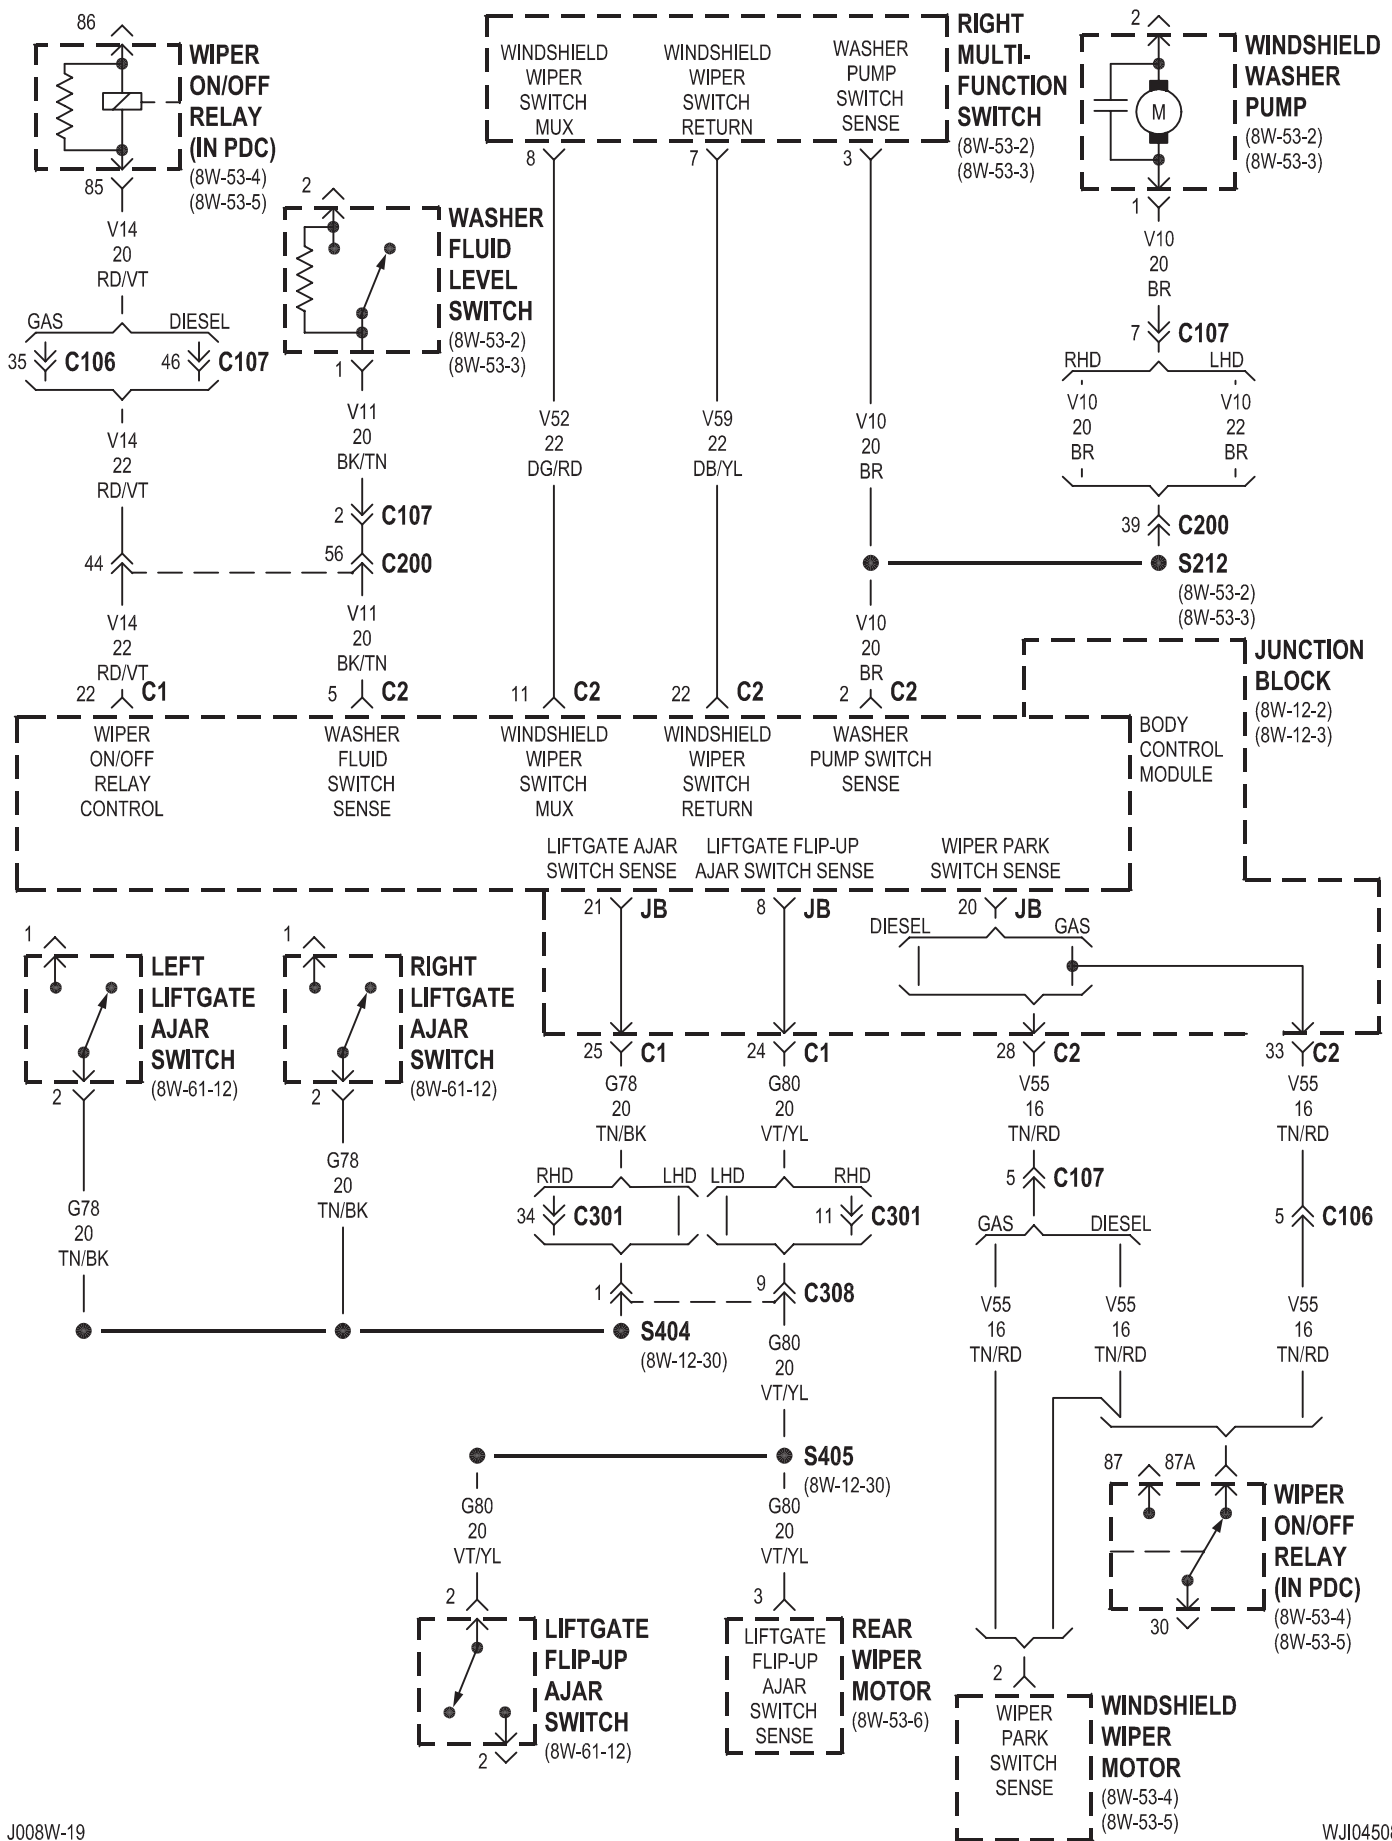 86
WIPER
ON/OFF
RELAY
(IN PDC)
(8W-53-4)
(8W-53-5)
85
V14
20
RD/VT
GAS
DIESEL
35
C106
46
C107
V14
22
RD/VT
44
V14
22
RD/VT
22
C1
2
WASHER
FLUID
LEVEL
SWITCH
(8W-53-2)
(8W-53-3)
1
V11
20
BK/TN
2
C107
56
C200
V11
20
BK/TN
5
C2
WINDSHIELD
WIPER
SWITCH
MUX
WINDSHIELD
WIPER
SWITCH
RETURN
WASHER
PUMP
SWITCH
SENSE
RIGHT
MULTI-
FUNCTION
SWITCH
(8W-53-2)
(8W-53-3)
8
7
3
V52
22
DG/RD
11
C2
V59
22
DB/YL
22
C2
V10
20
BR
V10
20
BR
2
C2
2
WINDSHIELD
WASHER
PUMP
(8W-53-2)
(8W-53-3)
M
1
V10
20
BR
7
C107
RHD
LHD
V10
20
BR
V10
22
BR
39
C200
S212
(8W-53-2)
(8W-53-3)
JUNCTION
BLOCK
(8W-12-2)
(8W-12-3)
BODY
CONTROL
MODULE
WIPER
ON/OFF
RELAY
CONTROL
WASHER
FLUID
SWITCH
SENSE
WINDSHIELD
WIPER
SWITCH
MUX
WINDSHIELD
WIPER
SWITCH
RETURN
WASHER
PUMP SWITCH
SENSE
LIFTGATE AJAR
SWITCH SENSE
LIFTGATE FLIP-UP
AJAR SWITCH SENSE
WIPER PARK
SWITCH SENSE
21
JB
8
JB
20
JB
DIESEL
GAS
1
LEFT
LIFTGATE
AJAR
SWITCH
(8W-61-12)
2
1
RIGHT
LIFTGATE
AJAR
SWITCH
(8W-61-12)
2
25
C1
24
C1
28
C2
33
C2
G78
20
TN/BK
G78
20
TN/BK
G78
20
TN/BK
G80
20
VT/YL
V55
16
TN/RD
V55
16
TN/RD
RHD
LHD
LHD
RHD
34
C301
11
C301
5
C107
5
C106
GAS
DIESEL
1
9
C308
S404
(8W-12-30)
G80
20
VT/YL
V55
16
TN/RD
V55
16
TN/RD
V55
16
TN/RD
S405
(8W-12-30)
G80
20
VT/YL
G80
20
VT/YL
2
3
87
87A
WIPER
ON/OFF
RELAY
(IN PDC)
(8W-53-4)
(8W-53-5)
30
LIFTGATE
FLIP-UP
AJAR
SWITCH
(8W-61-12)
2
LIFTGATE
FLIP-UP
AJAR
SWITCH
SENSE
REAR
WIPER
MOTOR
(8W-53-6)
2
WIPER
PARK
SWITCH
SENSE
WINDSHIELD
WIPER
MOTOR
(8W-53-4)
(8W-53-5)
J008W-19